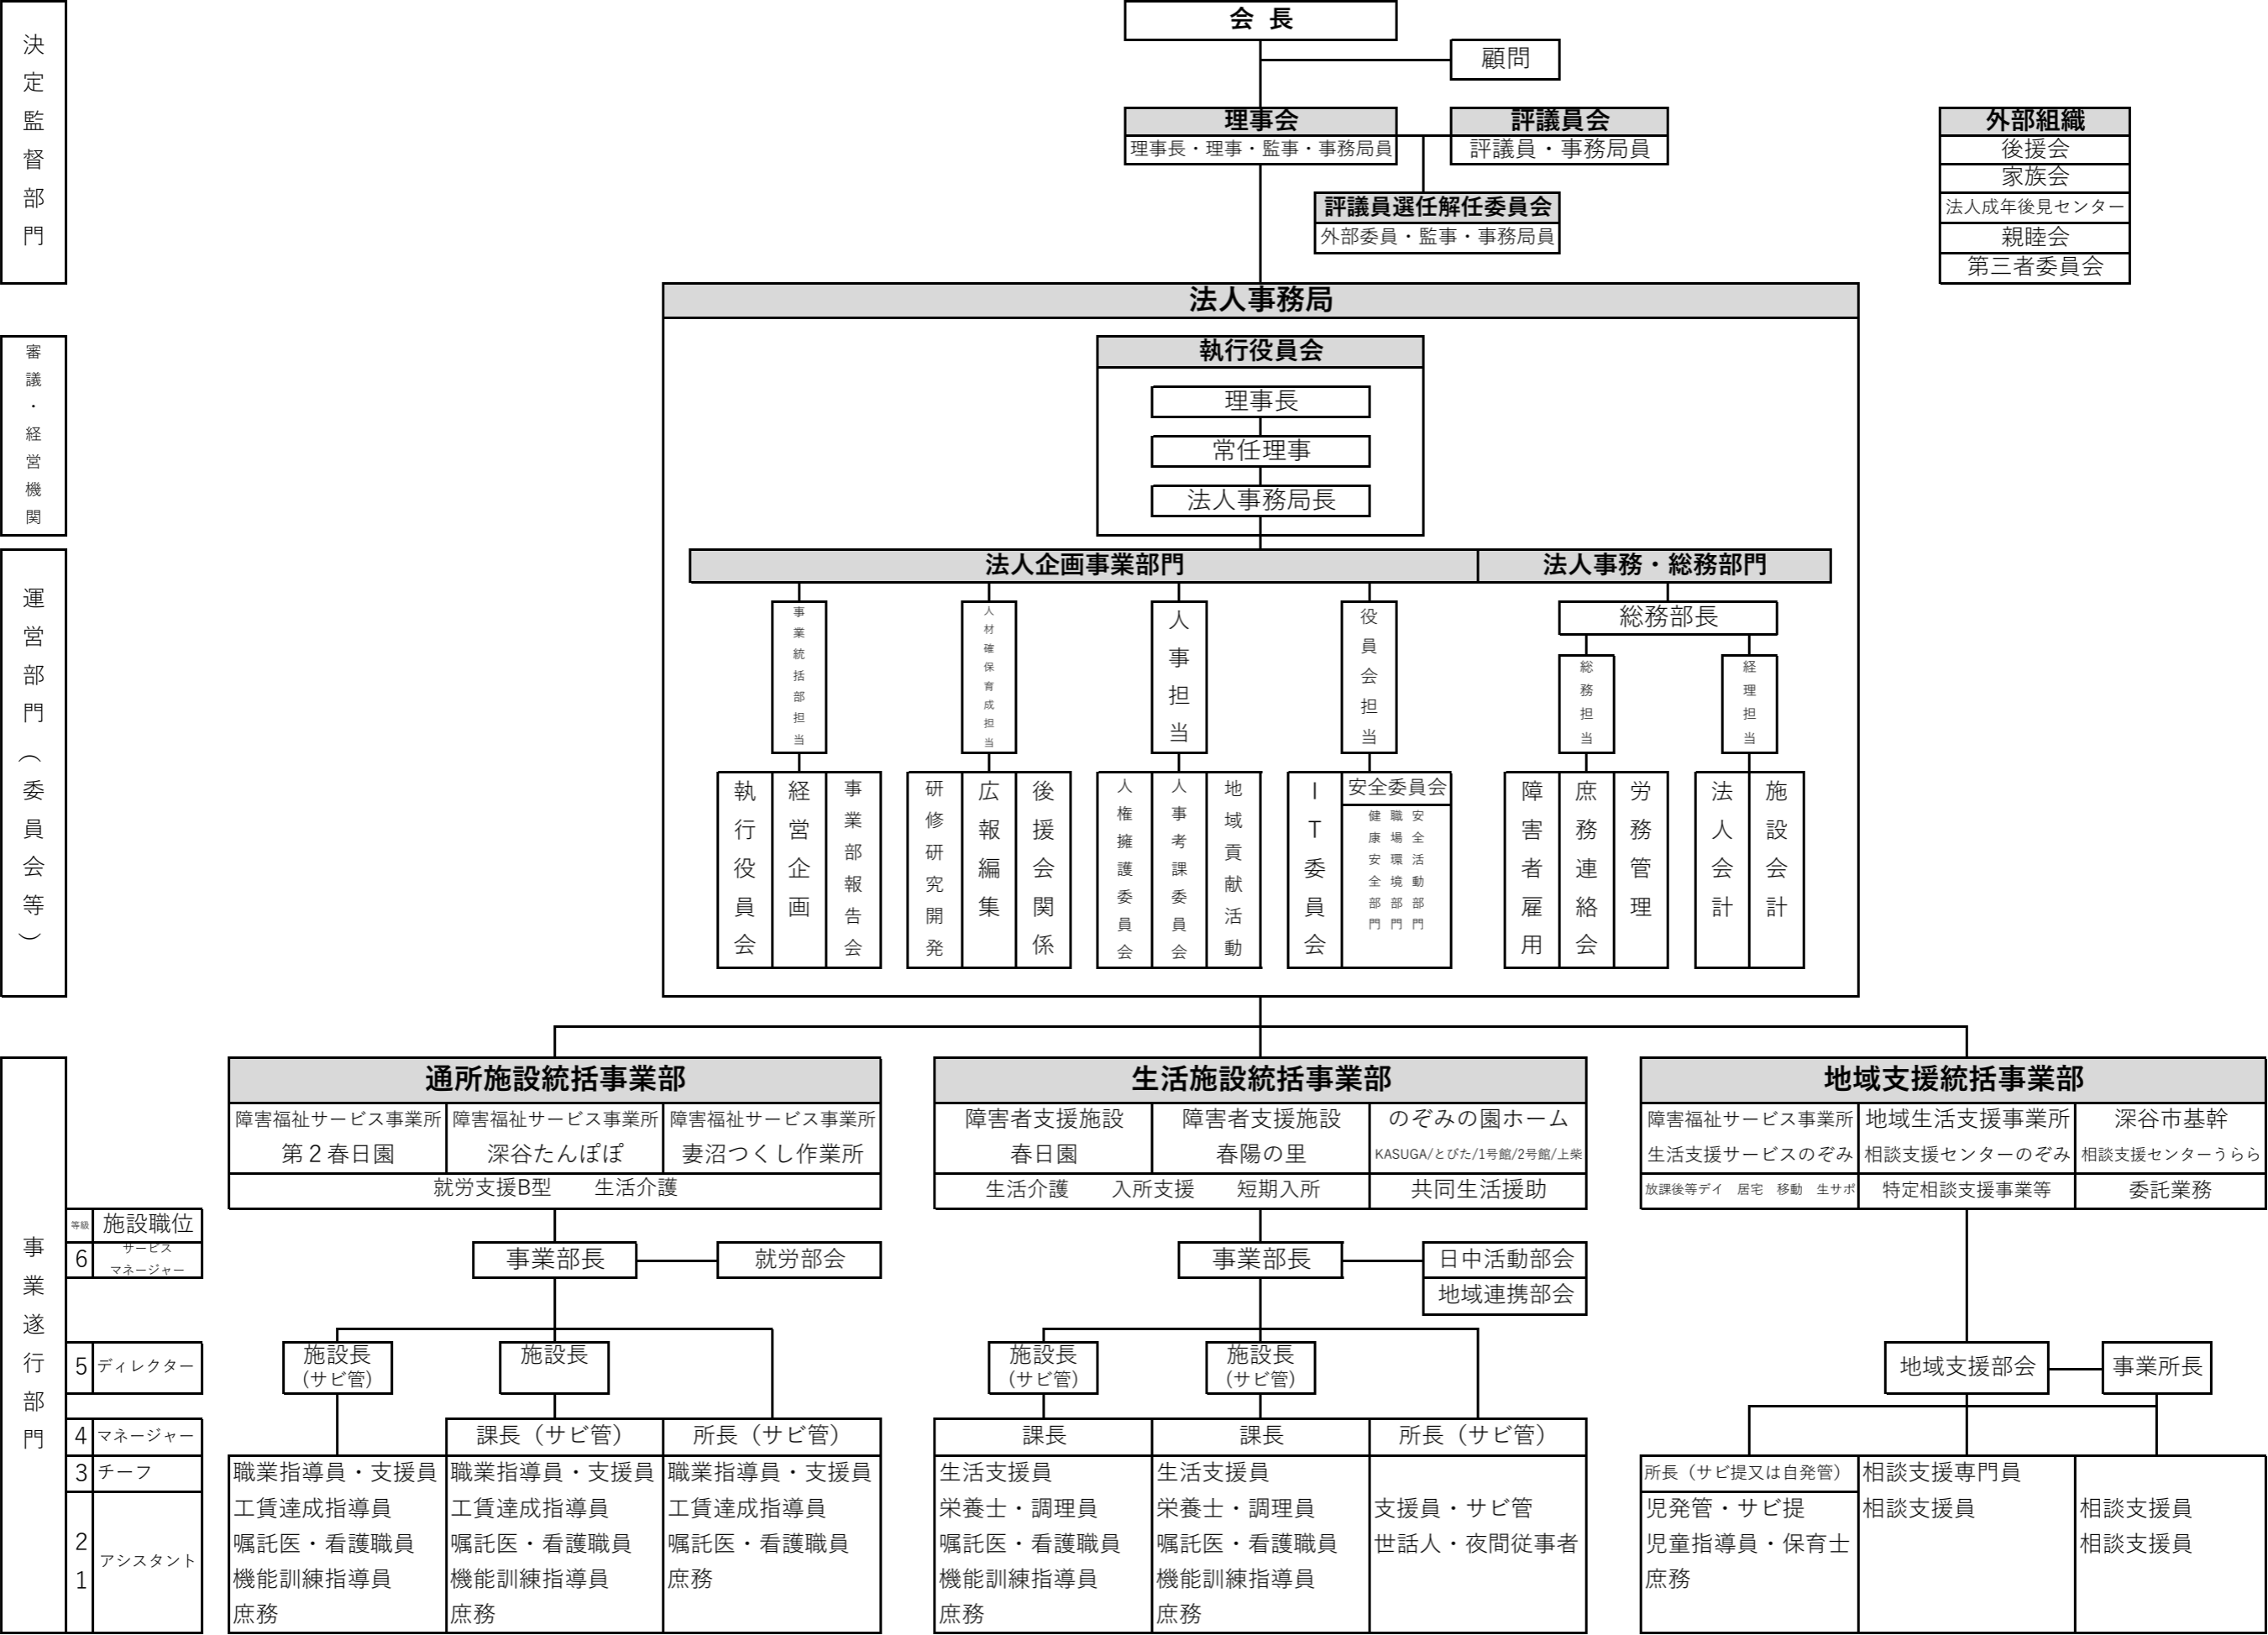 決定監督部門
会 長
顧問
理事会
理事長・理事・監事・事務局員
評議員会
評議員・事務局員
評議員選任解任委員会
外部委員・監事・事務局員
外部組織
後援会
家族会
法人成年後見センター
親睦会
第三者委員会
審議・経営機関
法人事務局
執行役員会
理事長
常任理事
法人事務局長
運営部門(委員会等)
法人企画事業部門
法人事務・総務部門
事業統括部担当
人材確保育成担当
人事担当
役員会担当
総務部長
総務担当
経理担当
執行役員会
経営企画
事業部報告会
研修研究開発
広報編集
後援会関係
人権擁護委員会
人事考課委員会
地域貢献活動
IT委員会
安全委員会
健康安全部門
職場環境部門
安全活動部門
障害者雇用
庶務連絡会
労務管理
法人会計
施設会計
事業遂行部門
通所施設統括事業部
障害福祉サービス事業所
第2春日園
障害福祉サービス事業所
深谷たんぽぽ
障害福祉サービス事業所
妻沼つくし作業所
就労支援B型 生活介護
生活施設統括事業部
障害者支援施設
春日園
障害者支援施設
春陽の里
のぞみの園ホーム
KASUGA/とびた/1号館/2号館/上柴
生活介護 入所支援 短期入所
共同生活援助
地域支援統括事業部
障害福祉サービス事業所
生活支援サービスのぞみ
地域生活支援事業所
相談支援センターのぞみ
深谷市基幹
相談支援センターうらら
放課後等デイ 居宅 移動 生サポ
特定相談支援事業等
委託業務
等級 施設職位
6 サービス
マネージャー
事業部長
就労部会
事業部長
日中活動部会
地域連携部会
5 ディレクター
施設長
(サビ管)
施設長
施設長
(サビ管)
施設長
(サビ管)
地域支援部会
事業所長
4 マネージャー
課長(サビ管)
所長(サビ管)
課長
課長
所長(サビ管)
3 チーフ
2
1
アシスタント
職業指導員・支援員
工賃達成指導員
嘱託医・看護職員
機能訓練指導員
庶務
職業指導員・支援員
工賃達成指導員
嘱託医・看護職員
機能訓練指導員
庶務
職業指導員・支援員
工賃達成指導員
嘱託医・看護職員
庶務
生活支援員
栄養士・調理員
嘱託医・看護職員
機能訓練指導員
庶務
生活支援員
栄養士・調理員
嘱託医・看護職員
機能訓練指導員
庶務
支援員・サビ管
世話人・夜間従事者
所長(サビ提又は自発管)
児発管・サビ提
児童指導員・保育士
庶務
相談支援専門員
相談支援員
相談支援員
相談支援員